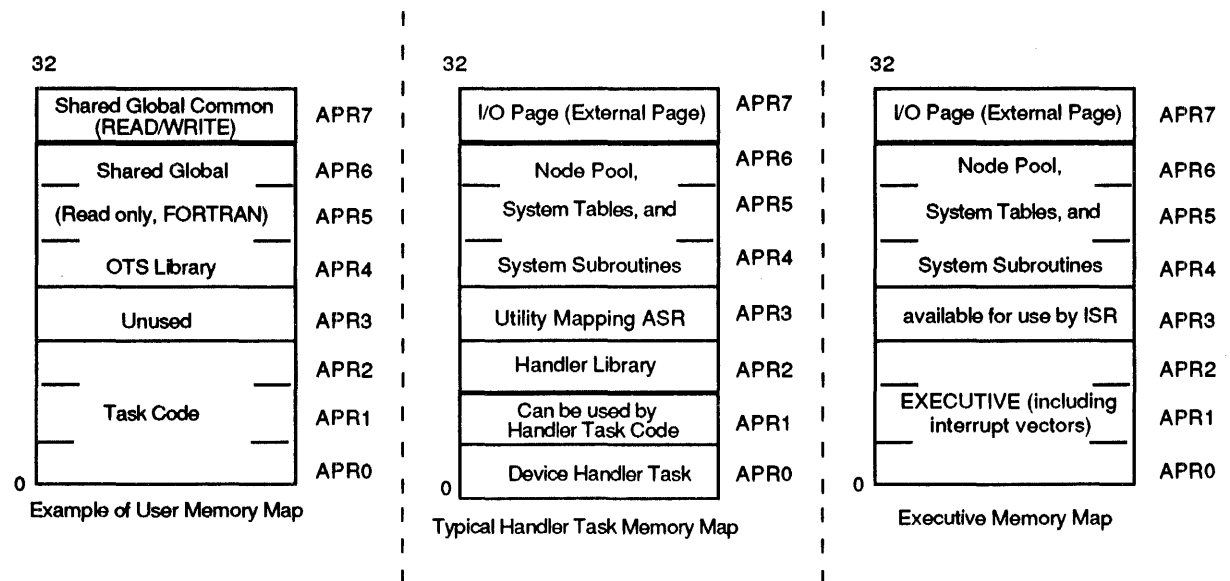 32
Shared Global Common
(READ/WRITE)
APR7
Shared Global
APR6
(Read only, FORTRAN)
APR5
OTS Library
APR4
Unused
APR3
APR2
Task Code
APR1
APR0
0
Example of User Memory Map
32
I/O Page (External Page)
APR7
Node Pool,
APR6
System Tables, and
APR5
System Subroutines
APR4
Utility Mapping ASR
APR3
Handler Library
APR2
Can be used by
Handler Task Code
APR1
Device Handler Task
APR0
0
Typical Handler Task Memory Map
32
I/O Page (External Page)
APR7
Node Pool,
APR6
System Tables, and
APR5
System Subroutines
APR4
available for use by ISR
APR3
APR2
EXECUTIVE (including
interrupt vectors)
APR1
APR0
0
Executive Memory Map